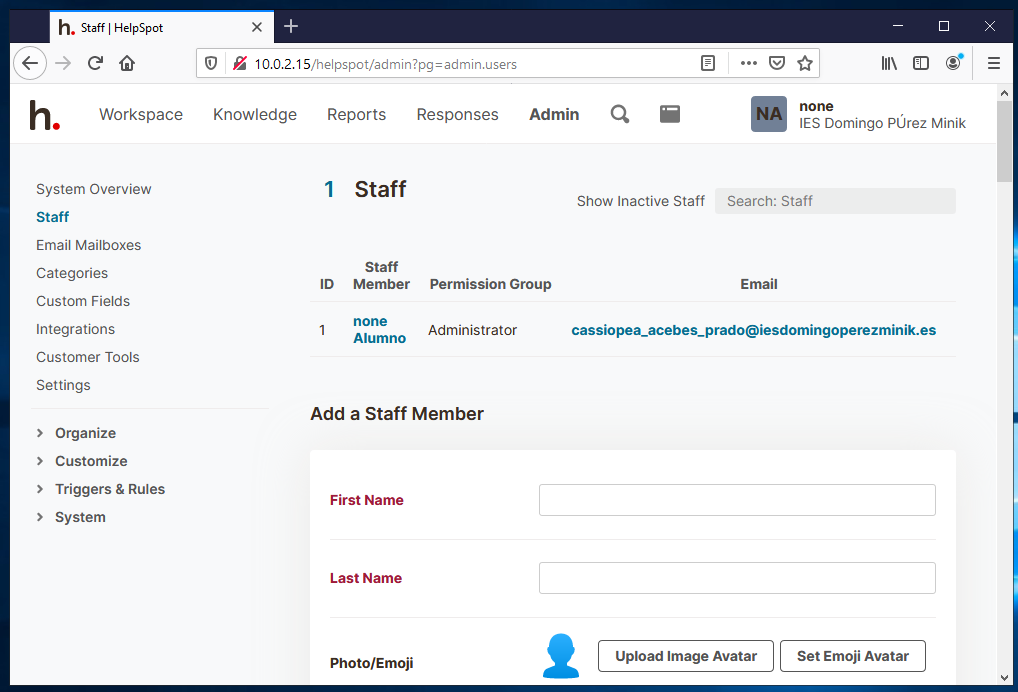 h. Staff | HelpSpot
10.0.2.15/helpspot/admin?pg=admin.users
h.
Workspace
Knowledge
Reports
Responses
Admin
NA
none
IES Domingo PÚrez Minik
System Overview
Staff
Email Mailboxes
Categories
Custom Fields
Integrations
Customer Tools
Settings
Organize
Customize
Triggers & Rules
System
1 Staff
Show Inactive Staff
Search: Staff
ID
Staff
Member
Permission Group
Email
1
none
Alumno
Administrator
cassiopea_acebes_prado@iesdomingoperezminik.es
Add a Staff Member
First Name
Last Name
Photo/Emoji
Upload Image Avatar
Set Emoji Avatar